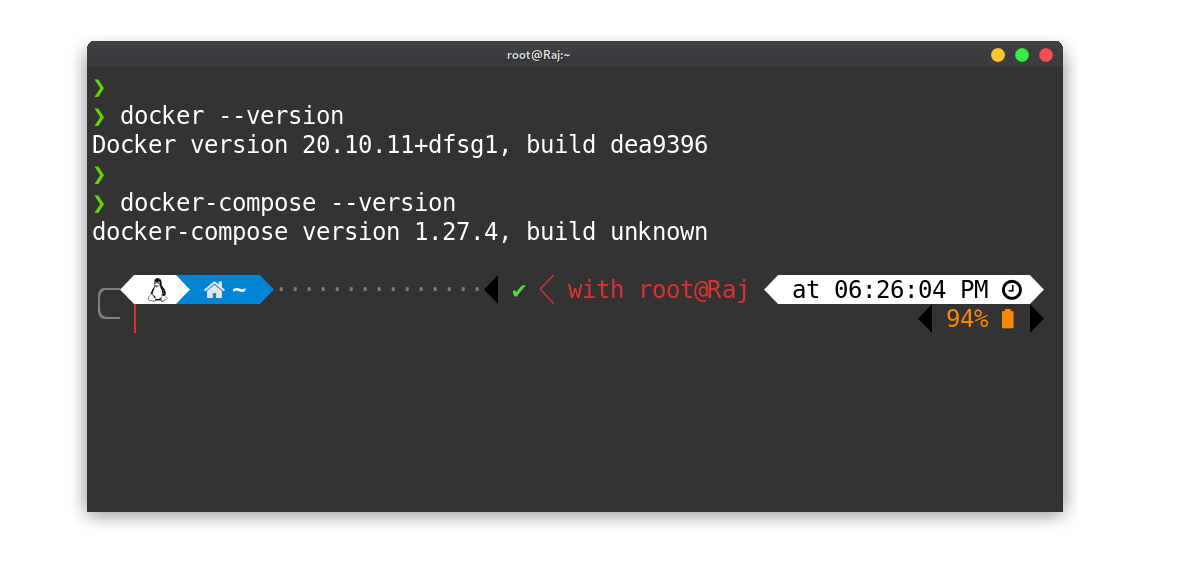 root@Raj:~
❯
❯ docker --version
Docker version 20.10.11+dfsg1, build dea9396
❯
❯ docker-compose --version
docker-compose version 1.27.4, build unknown
~ ··············· ✔ with root@Raj at 06:26:04 PM
94%